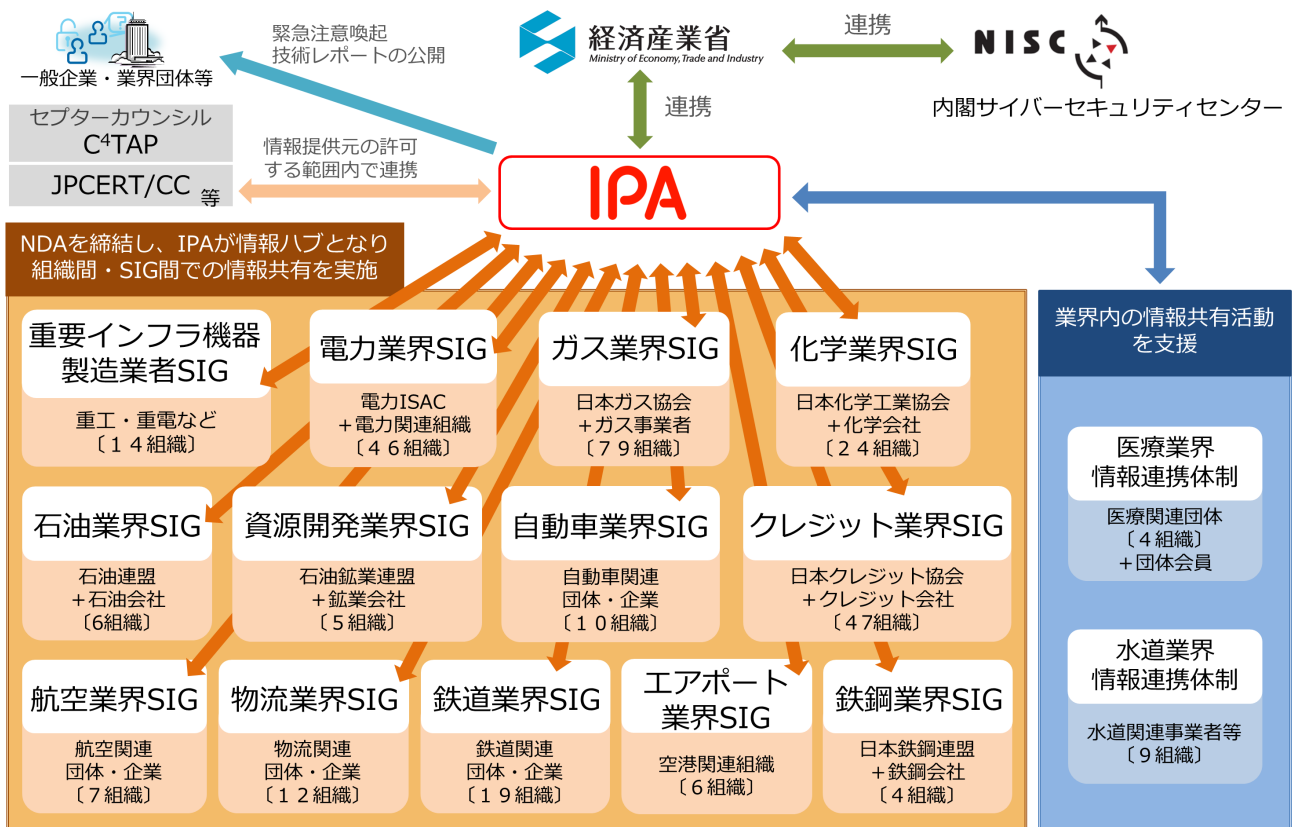 一般企業・業界団体等
緊急注意喚起
技術レポートの公開
経済産業省
Ministry of Economy, Trade and Industry
連携
NISC
内閣サイバーセキュリティセンター
連携
セプターカウンシル
C⁴TAP
JPCERT/CC 等
情報提供元の許可
する範囲内で連携
IPA
NDAを締結し、IPAが情報ハブとなり
組織間・SIG間での情報共有を実施
重要インフラ機器
製造業者SIG
重工・重電など
〔１４組織〕
電力業界SIG
電力ISAC
＋電力関連組織
〔４６組織〕
ガス業界SIG
日本ガス協会
＋ガス事業者
〔７９組織〕
化学業界SIG
日本化学工業協会
＋化学会社
〔２４組織〕
石油業界SIG
石油連盟
＋石油会社
〔6組織〕
資源開発業界SIG
石油鉱業連盟
＋鉱業会社
〔５組織〕
自動車業界SIG
自動車関連
団体・企業
〔１０組織〕
クレジット業界SIG
日本クレジット協会
＋クレジット会社
〔47組織〕
航空業界SIG
航空関連
団体・企業
〔７組織〕
物流業界SIG
物流関連
団体・企業
〔１２組織〕
鉄道業界SIG
鉄道関連
団体・企業
〔１９組織〕
エアポート
業界SIG
空港関連組織
〔６組織〕
鉄鋼業界SIG
日本鉄鋼連盟
＋鉄鋼会社
〔４組織〕
業界内の情報共有活動
を支援
医療業界
情報連携体制
医療関連団体
〔４組織〕
＋団体会員
水道業界
情報連携体制
水道関連事業者等
〔９組織〕